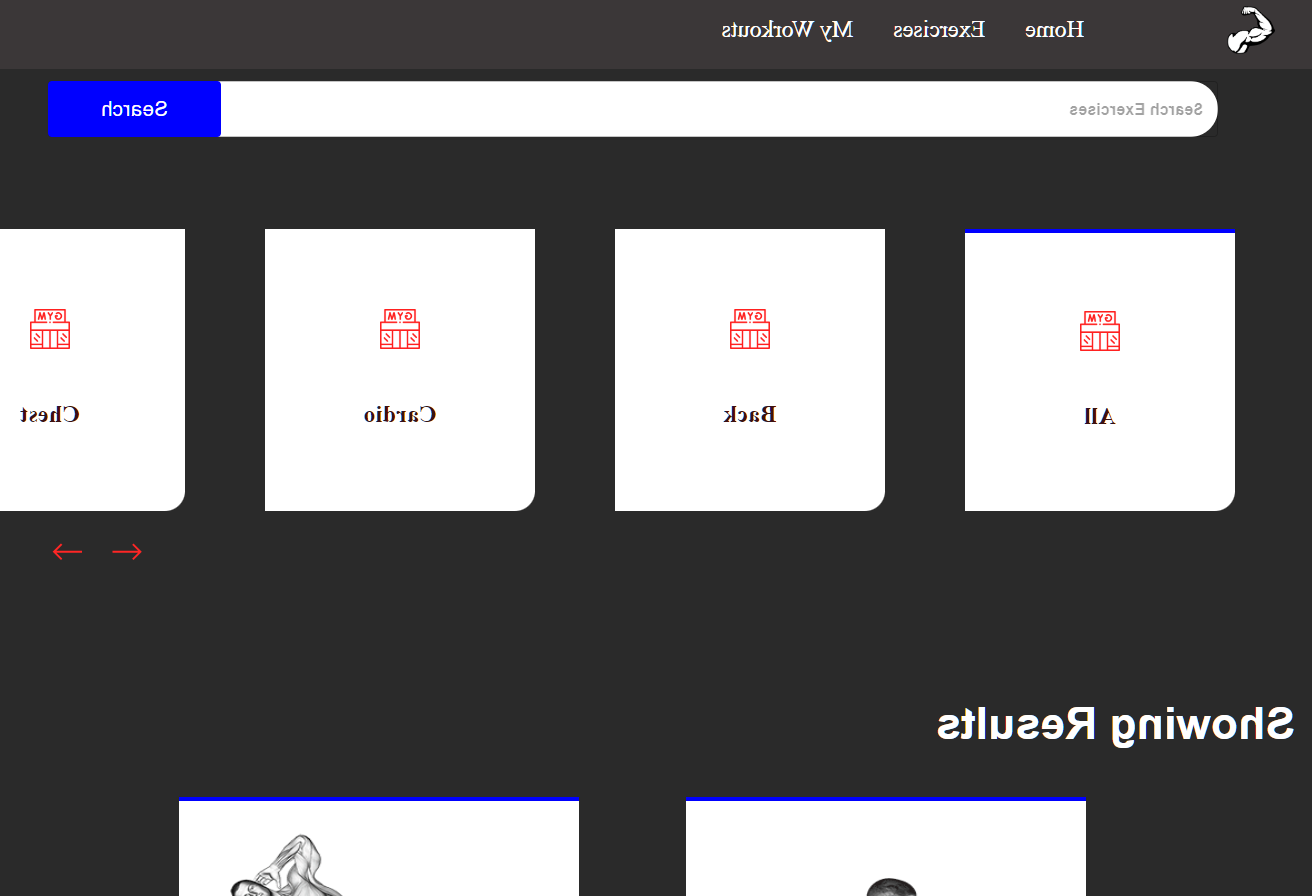 Home Exercises My Workouts
Search Exercises Search
GYM GYM GYM GYM
All Back Cardio Chest
Showing Results